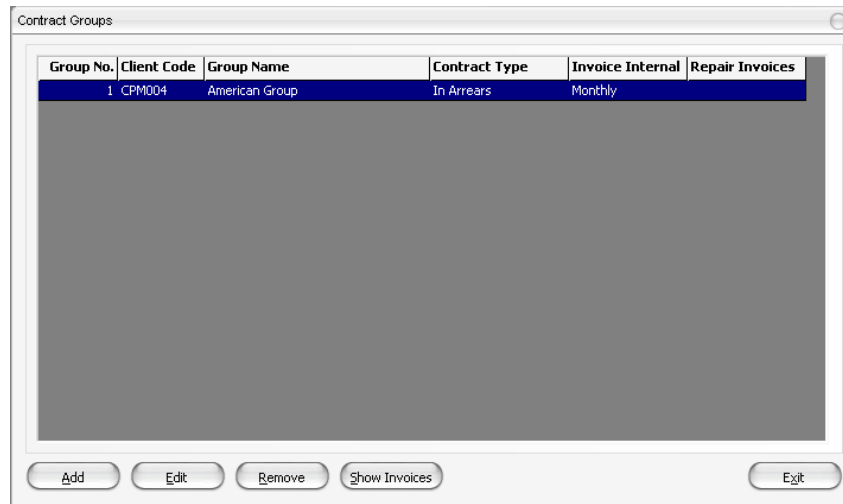 Contract Groups
Group No. Client Code Group Name Contract Type Invoice Internal Repair Invoices
1 CPM004 American Group In Arrears Monthly
Add Edit Remove Show Invoices Exit